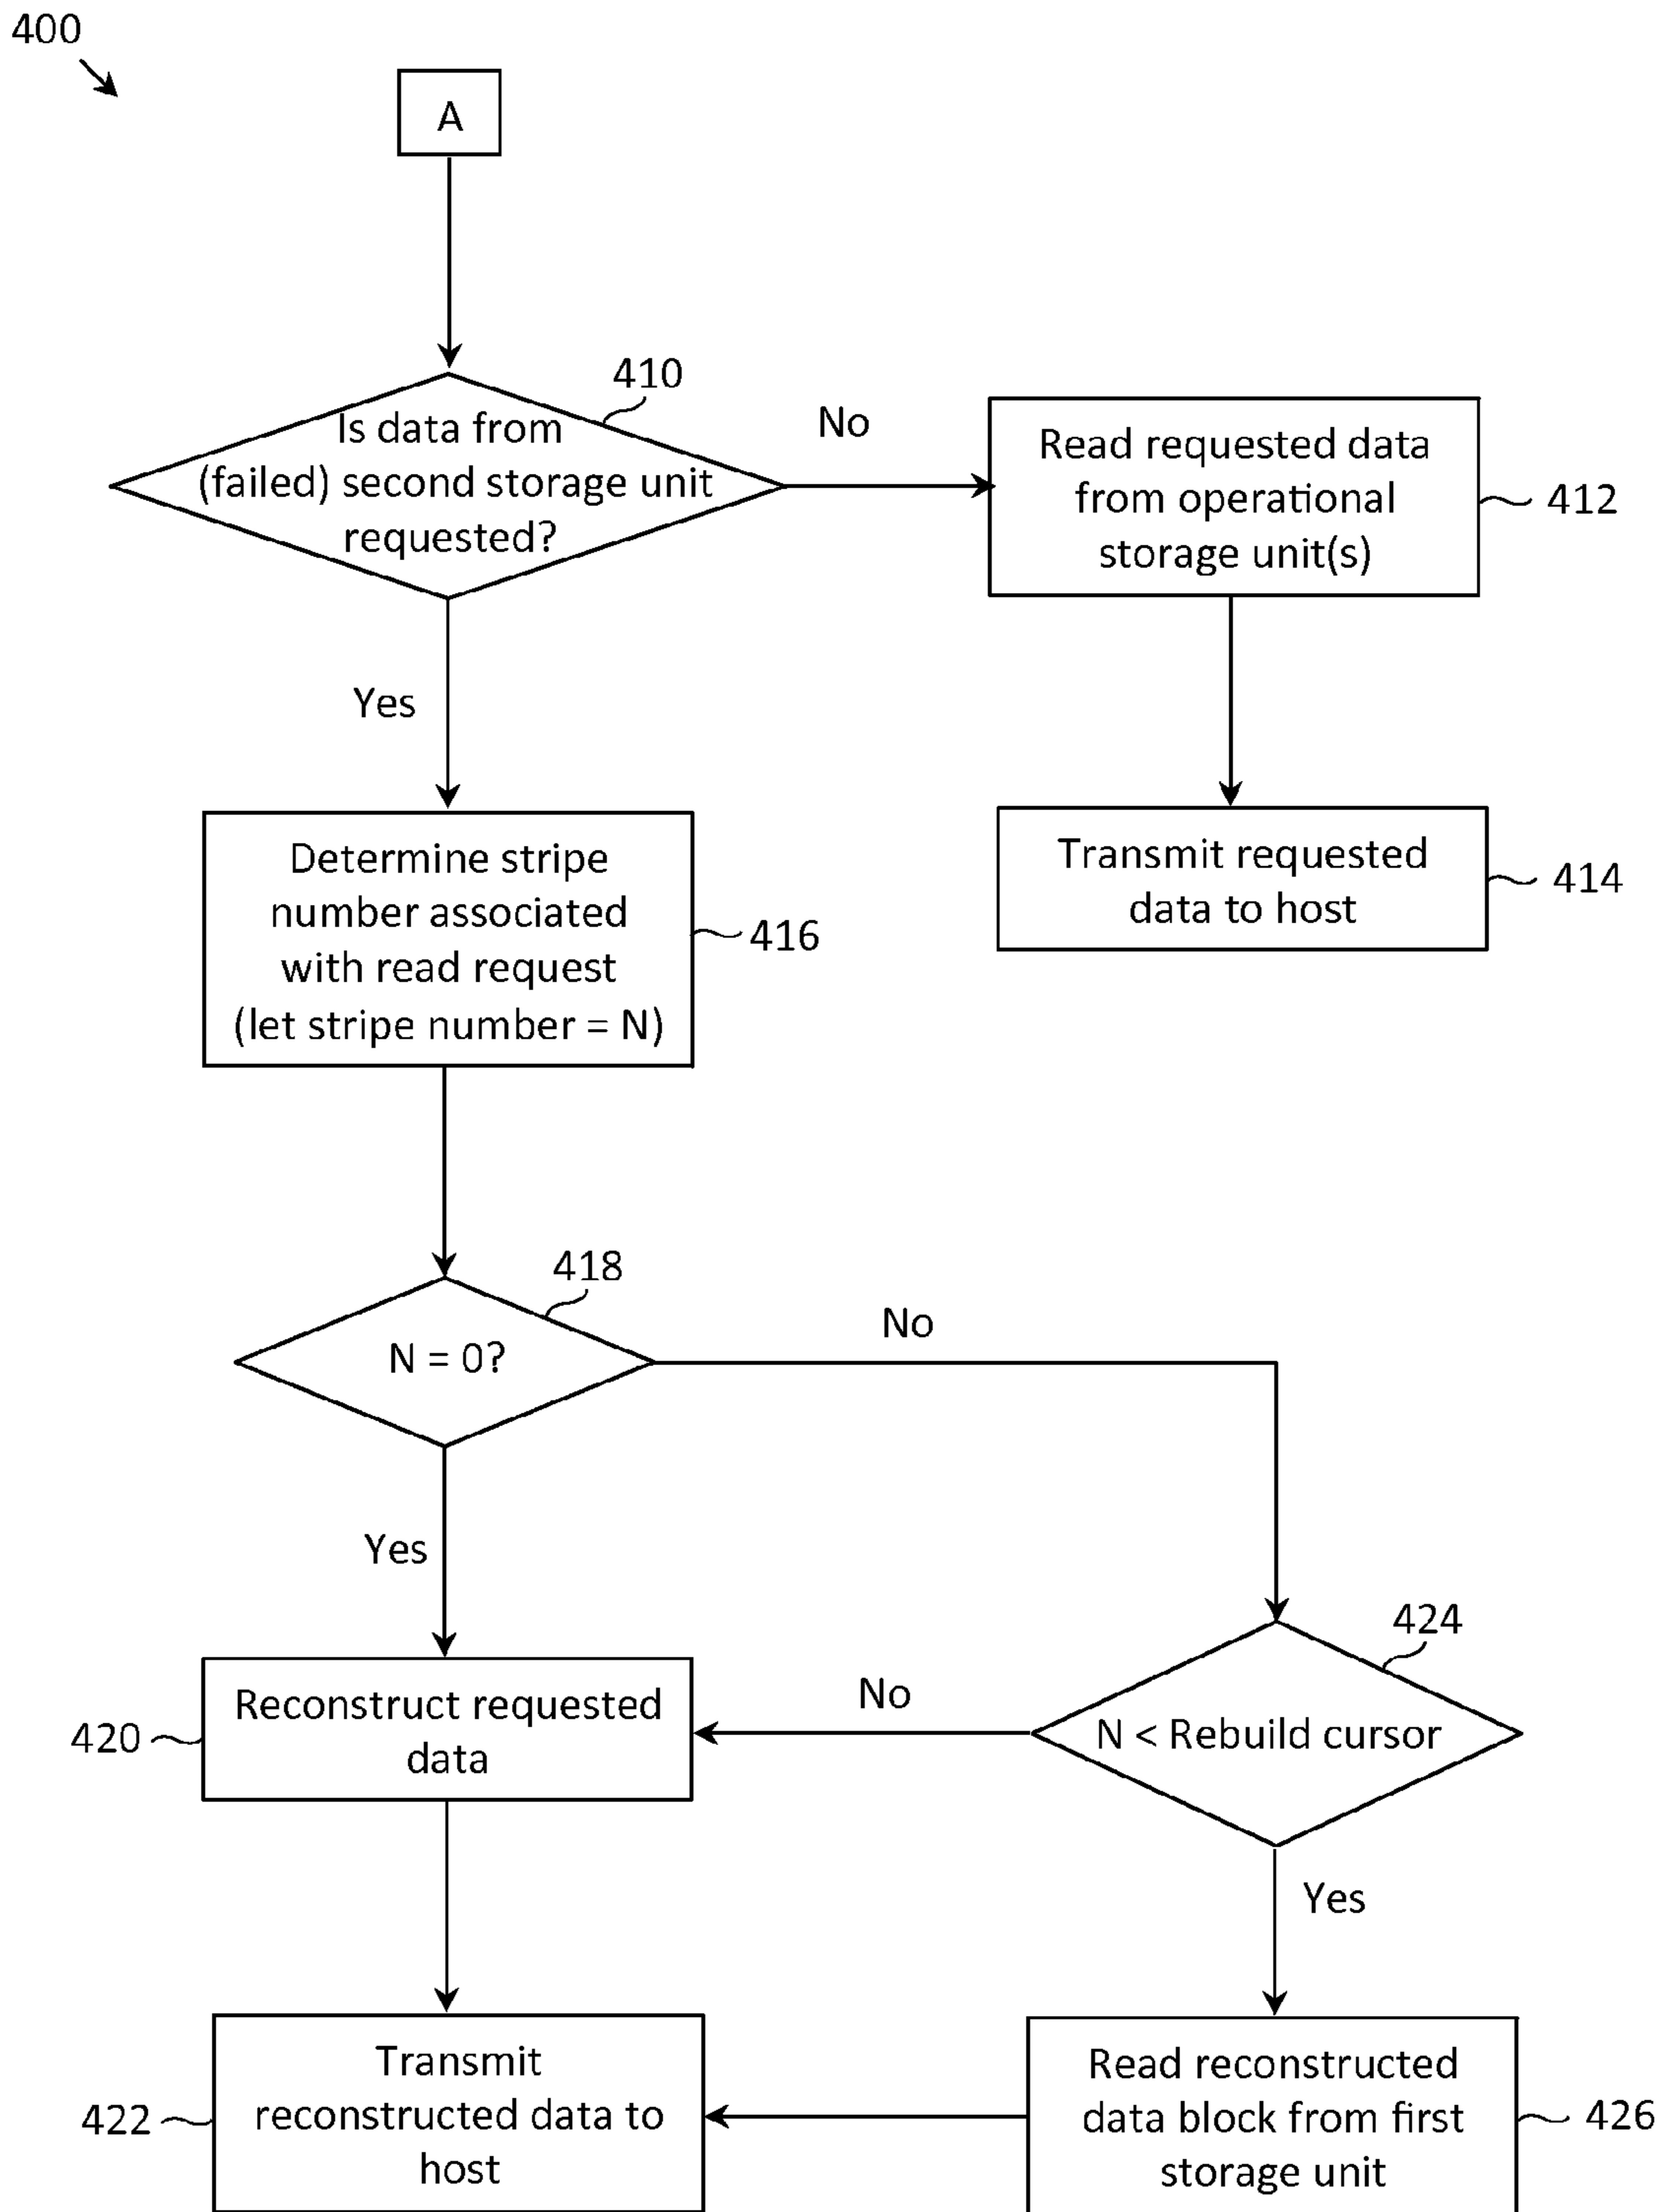 400
A
410
Is data from
(failed) second storage unit
requested?
No
Read requested data
from operational
storage unit(s)
412
Yes
Transmit requested
data to host
414
Determine stripe
number associated
with read request
(let stripe number = N)
416
418
N = 0?
No
Yes
424
N < Rebuild cursor
No
Reconstruct requested
data
420
Yes
Transmit
reconstructed data to
host
422
Read reconstructed
data block from first
storage unit
426